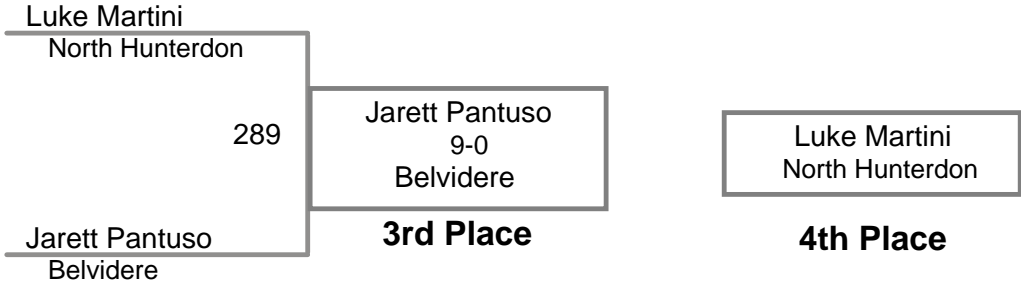 Luke Martini
North Hunterdon
289
Jarett Pantuso
Belvidere
Jarett Pantuso
9-0
Belvidere
3rd Place
Luke Martini
North Hunterdon
4th Place